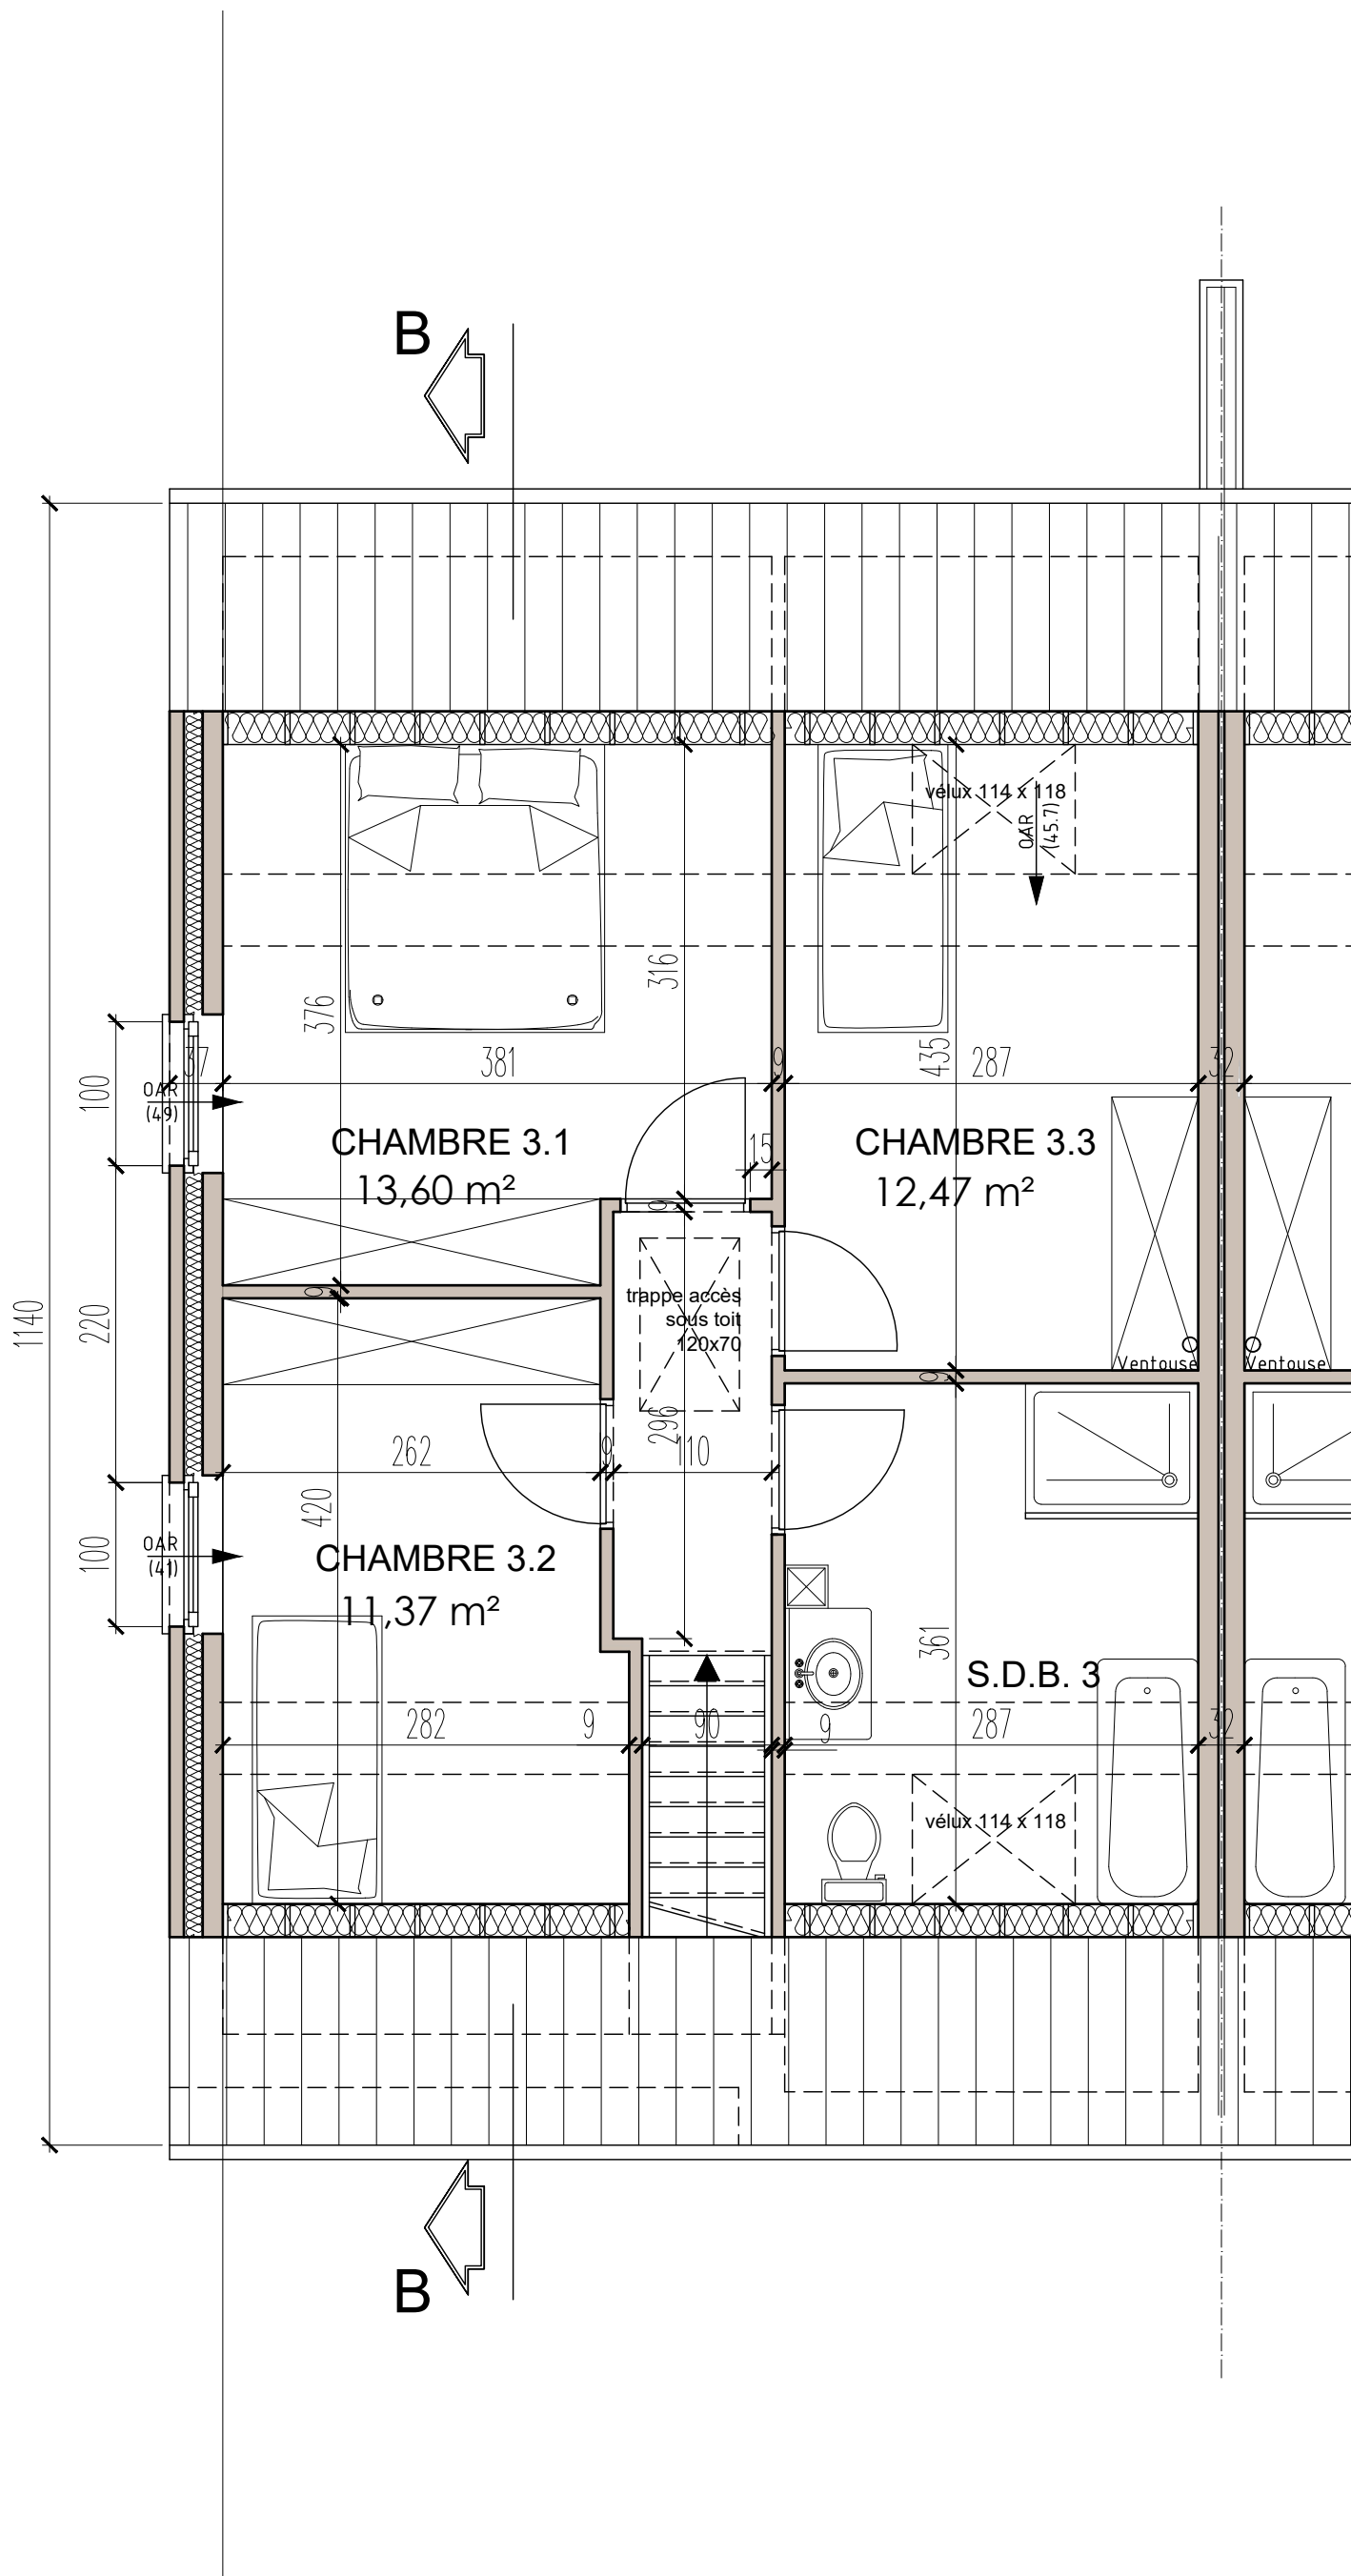 B
vélux 114 x 118
OAR
(45.7)
316
376
435
37
381
9
287
32
100
OAR
(49)
CHAMBRE 3.1
13,60 m²
15
CHAMBRE 3.3
12,47 m²
9
9
trappe accès
sous toit
120x70
1140
220
Ventouse
Ventouse
9
296
262
9
110
420
100
OAR
(41)
CHAMBRE 3.2
11,37 m²
361
S.D.B. 3
282
9
90
9
287
32
vélux 114 x 118
B